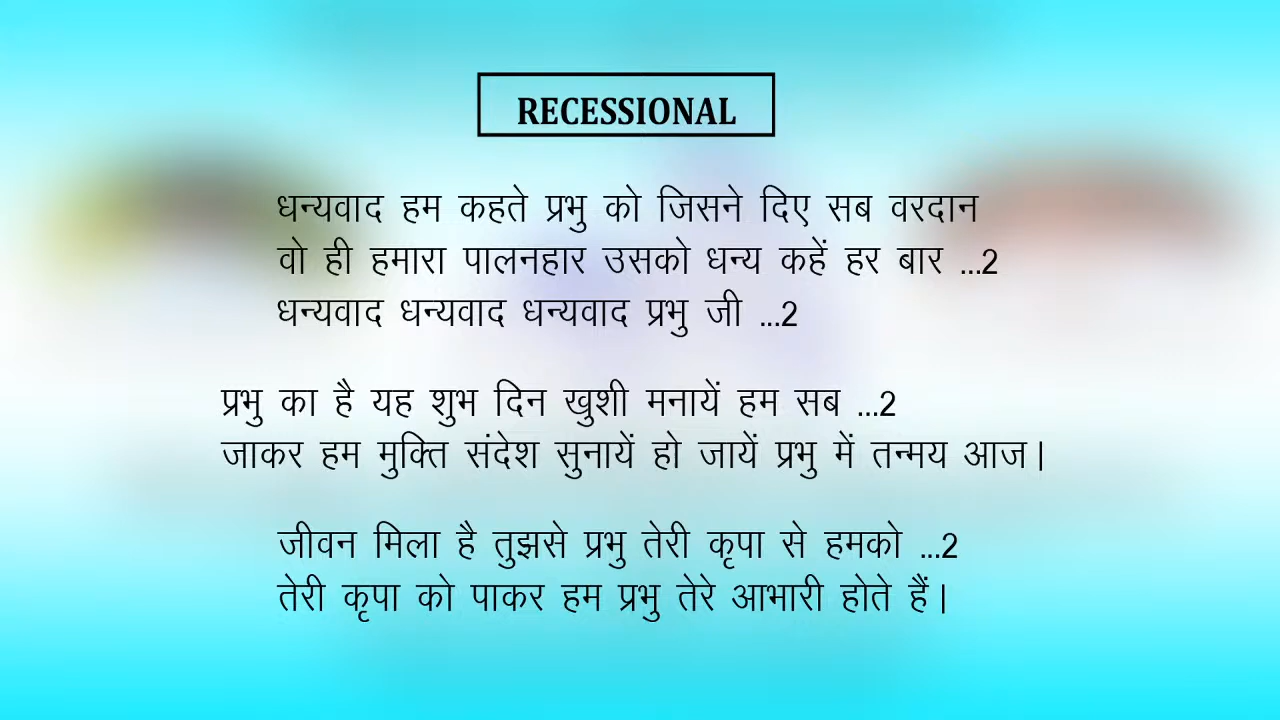 RECESSIONAL
धन्यवाद हम कहते प्रभु को जिसने दिए सब वरदान
वो ही हमारा पालनहार उसको धन्य कहें हर बार ...2
धन्यवाद धन्यवाद धन्यवाद प्रभु जी ...2
प्रभु का है यह शुभ दिन खुशी मनायें हम सब ...2
जाकर हम मुक्ति संदेश सुनायें हो जायें प्रभु में तन्मय आज।
जीवन मिला है तुझसे प्रभु तेरी कृपा से हमको ...2
तेरी कृपा को पाकर हम प्रभु तेरे आभारी होते हैं।